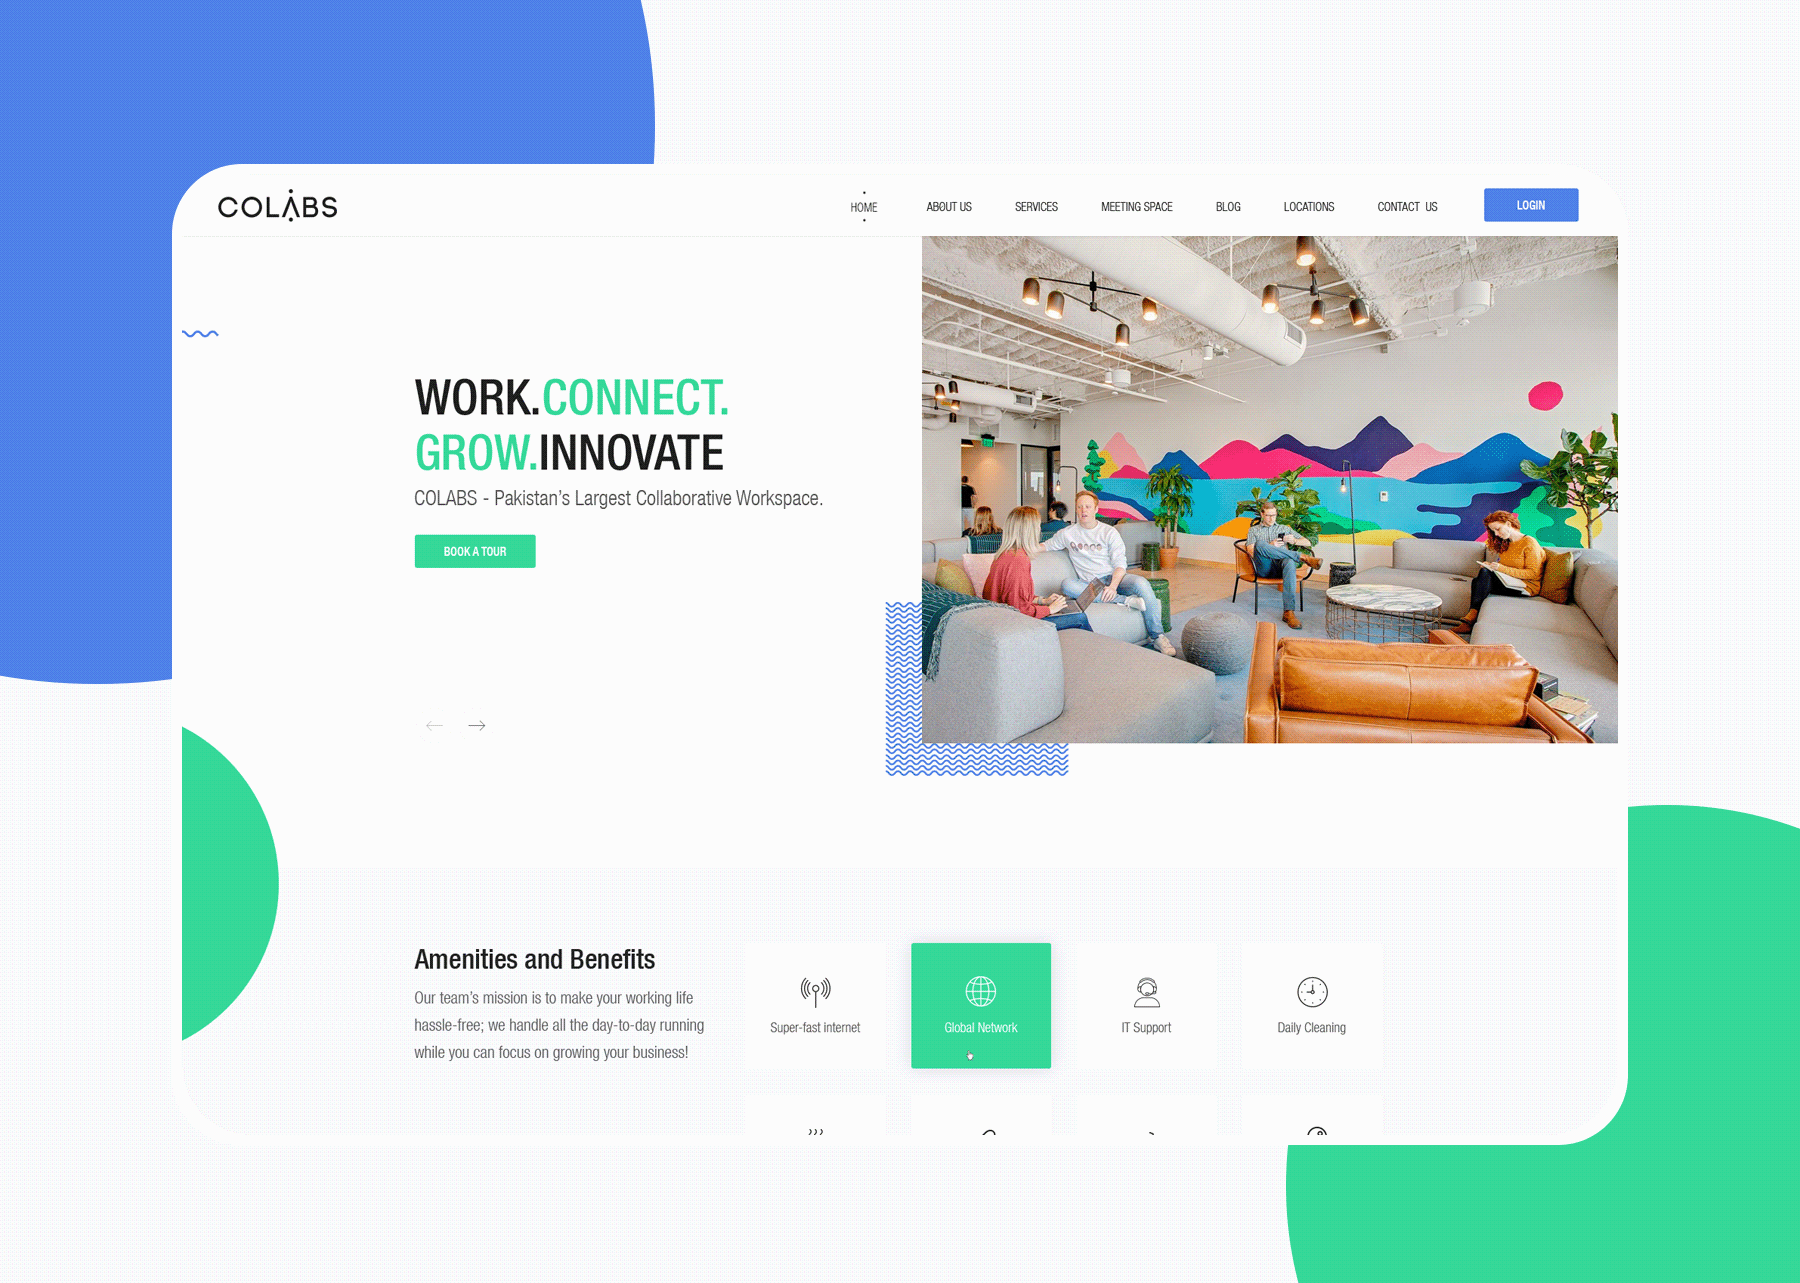 COLABS
HOME
ABOUT US
SERVICES
MEETING SPACE
BLOG
LOCATIONS
CONTACT US
LOGIN
WORK.CONNECT.
GROW.INNOVATE
COLABS - Pakistan's Largest Collaborative Workspace.
BOOK A TOUR
Amenities and Benefits
Our team's mission is to make your working life
hassle-free; we handle all the day-to-day running
while you can focus on growing your business!
Super-fast internet
Global Network
IT Support
Daily Cleaning